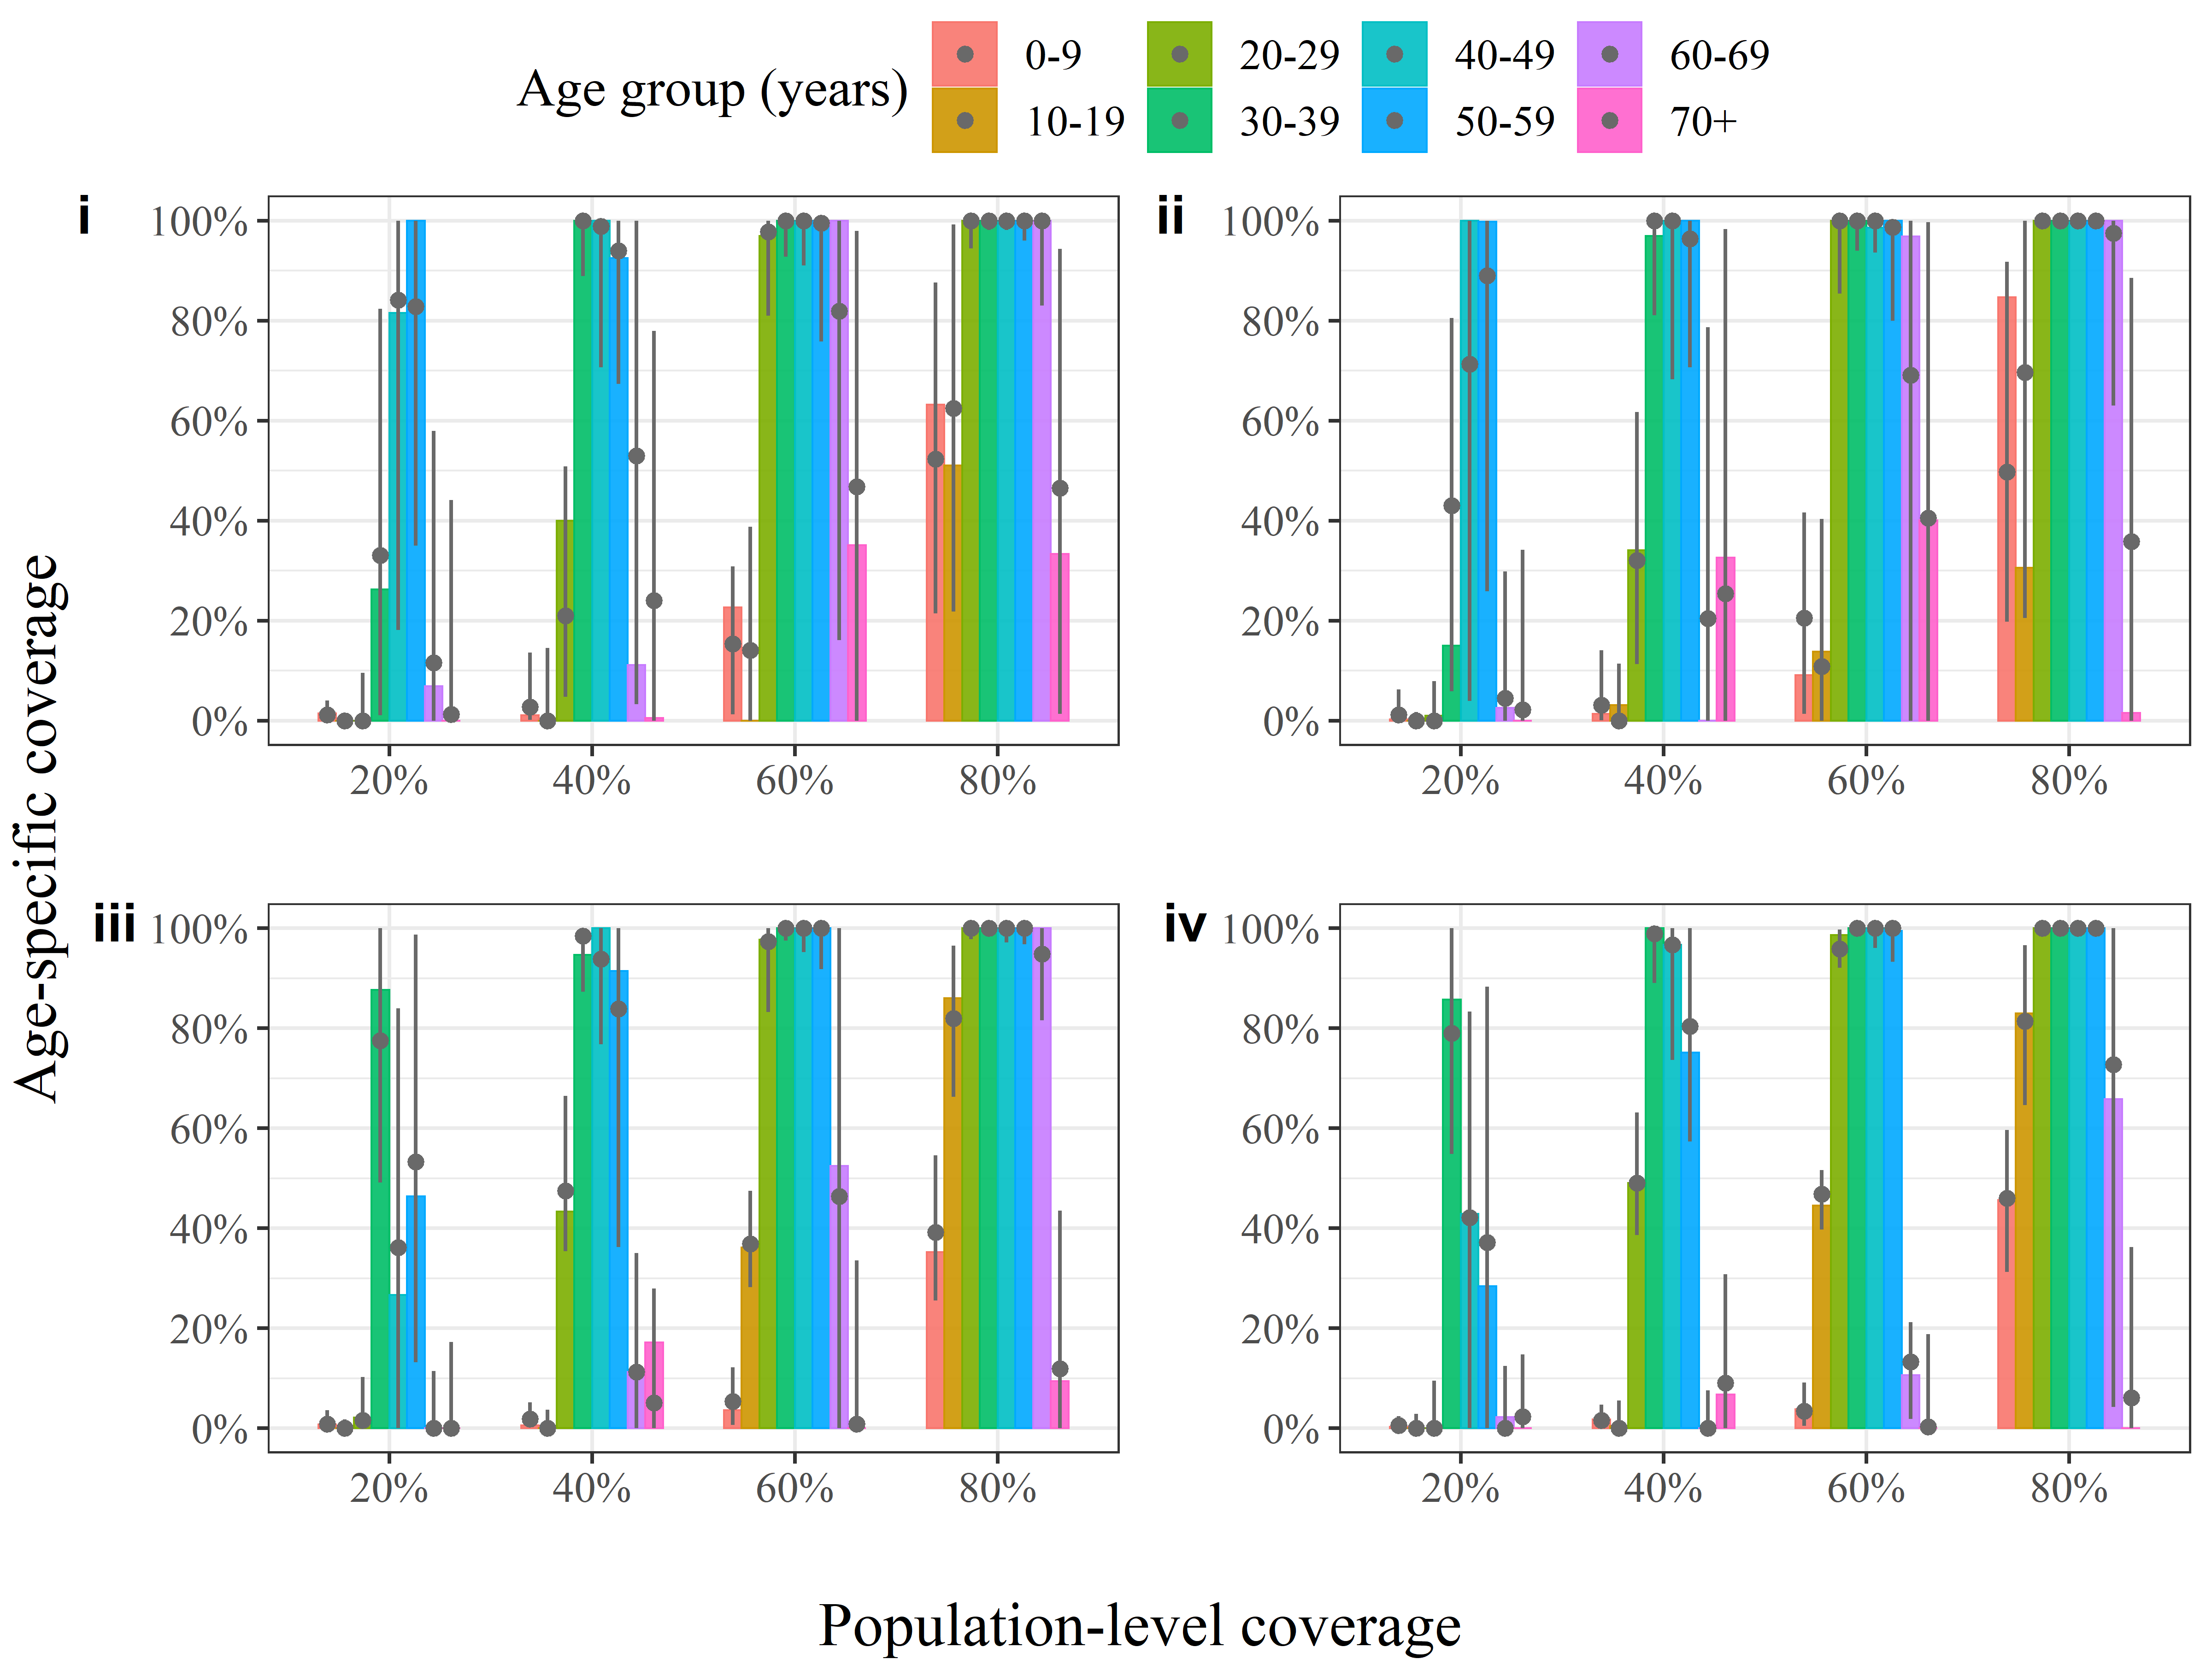 Age group (years)
0-9 20-29 40-49 60-69
10-19 30-39 50-59 70+
i ii
100% 100%
80% 80%
60% 60%
40% 40%
20% 20%
0% 0%
20% 40% 60% 80% 20% 40% 60% 80%
Age-specific coverage
iii iv
100% 100%
80% 80%
60% 60%
40% 40%
20% 20%
0% 0%
20% 40% 60% 80% 20% 40% 60% 80%
Population-level coverage